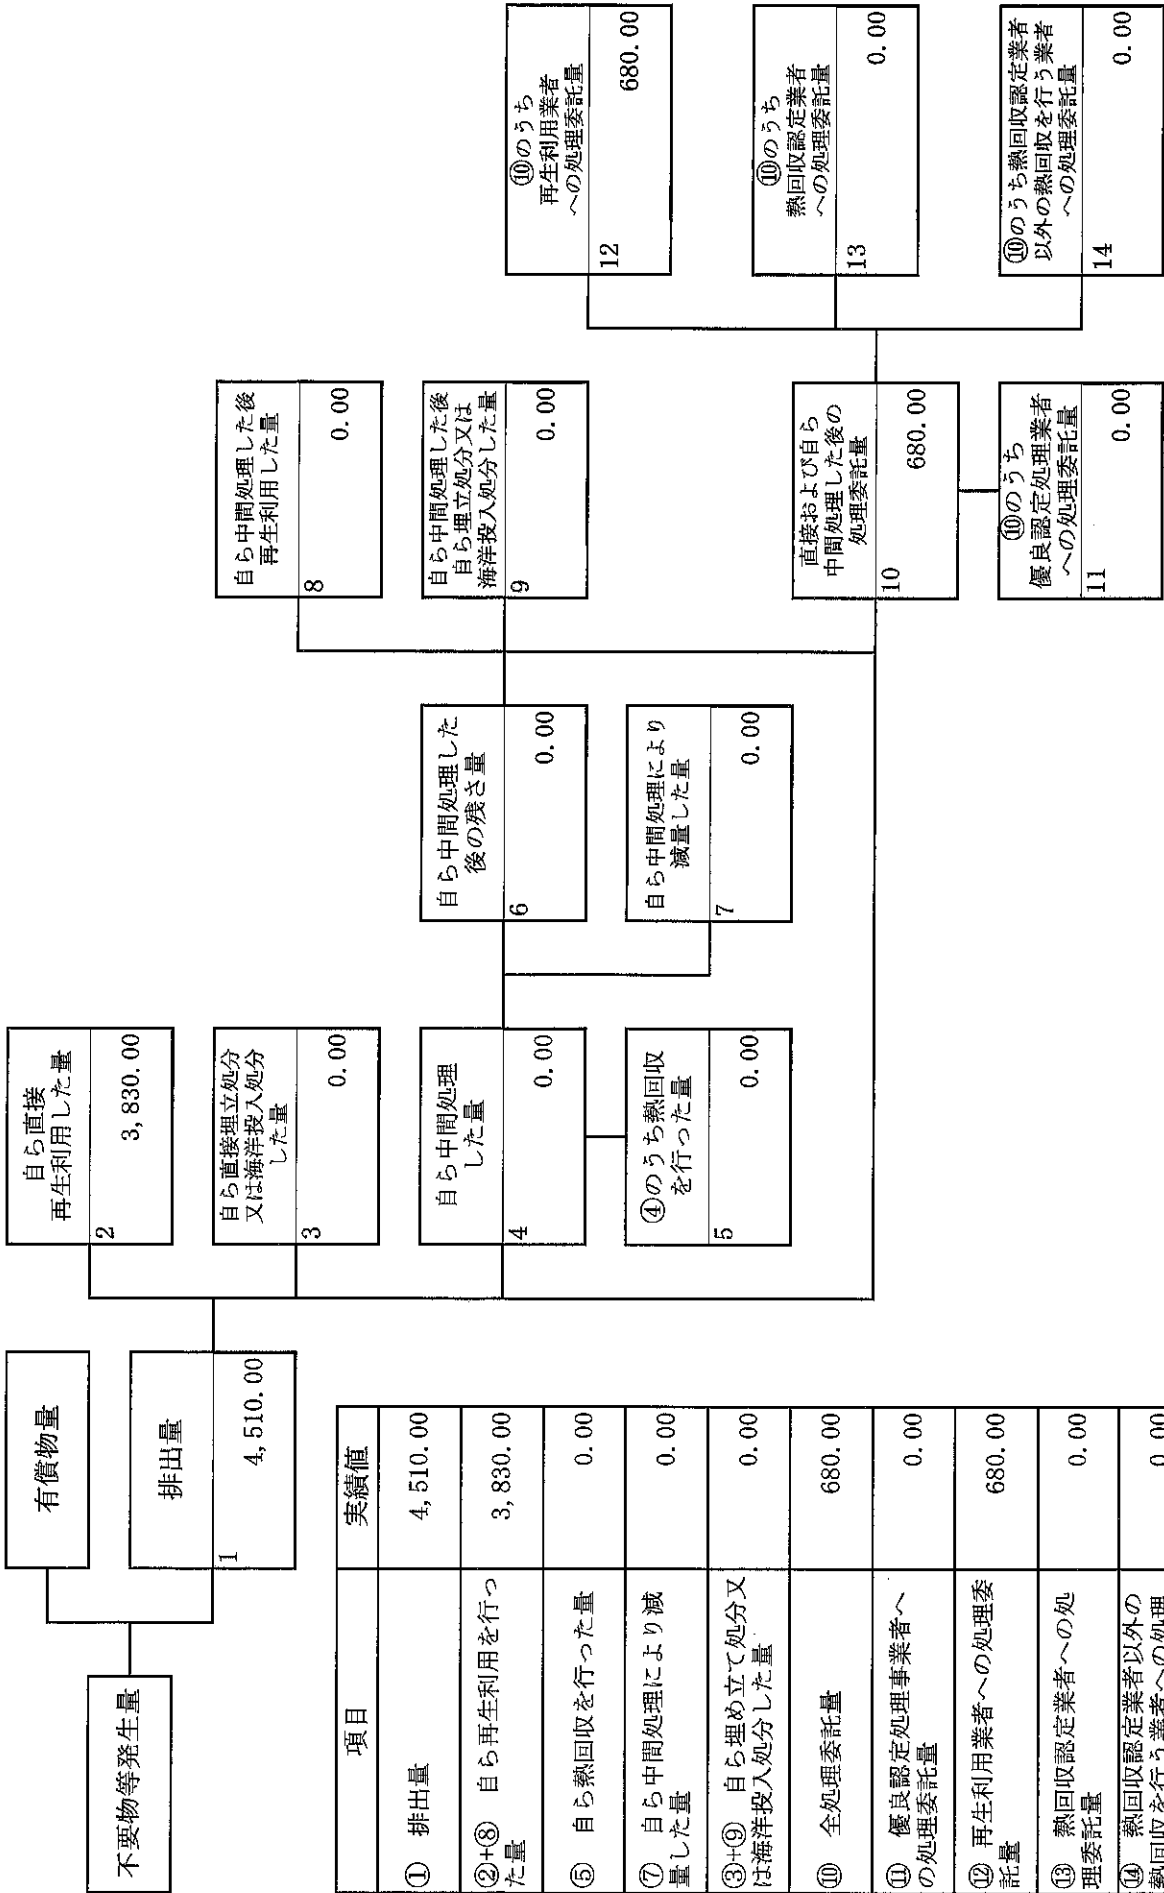 不要物等発生量
有償物量
排出量
1
4,510.00
自ら直接
再生利用した量
2
3,830.00
自ら直接埋立処分
又は海洋投入処分
した量
3
0.00
自ら中間処理
した量
4
0.00
④のうち熱回収
を行った量
5
0.00
自ら中間処理した
後の残さ量
6
0.00
自ら中間処理により
減量した量
7
0.00
自ら中間処理した後
再生利用した量
8
0.00
自ら中間処理した後
自ら埋立処分又は
海洋投入処分した量
9
0.00
直接および自ら
中間処理した後の
処理委託量
10
680.00
⑩のうち
優良認定処理業者
への処理委託量
11
0.00
⑩のうち
再生利用業者
への処理委託量
12
680.00
⑩のうち
熱回収認定業者
への処理委託量
13
0.00
⑩のうち熱回収認定業者
以外の熱回収を行う業者
への処理委託量
14
0.00
項目 実績値
① 排出量 4,510.00
②+⑧ 自ら再生利用を行っ
た量 3,830.00
⑤ 自ら熱回収を行った量 0.00
⑦ 自ら中間処理により減
量した量 0.00
③+⑨ 自ら埋め立て処分又
は海洋投入処分した量 0.00
⑩ 全処理委託量 680.00
⑪ 優良認定処理事業者へ
の処理委託量 0.00
⑫ 再生利用業者への処理委
託量 680.00
⑬ 熱回収認定業者への処
理委託量 0.00
⑭ 熱回収認定業者以外の
熱回収を行う業者への処理 0.00